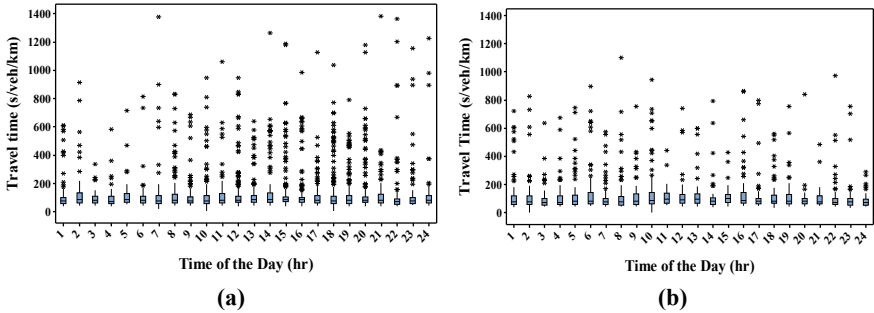 1400
1200
1000
800
600
400
200
0
Travel time (s/veh/km)
1 2 3 4 5 6 7 8 9 10 11 12 13 14 15 16 17 18 19 20 21 22 23 24
Time of the Day (hr)
(a)
1400
1200
1000
800
600
400
200
0
Travel Time (s/veh/km)
1 2 3 4 5 6 7 8 9 10 11 12 13 14 15 16 17 18 19 20 21 22 23 24
Time of the Day (hr)
(b)